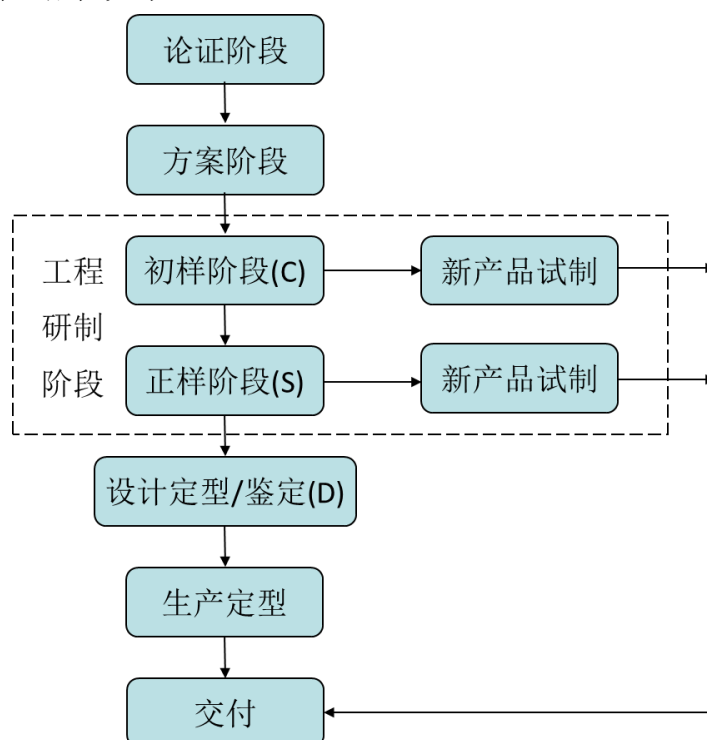 论证阶段
方案阶段
工程
研制
阶段
初样阶段(C)
新产品试制
正样阶段(S)
新产品试制
设计定型/鉴定(D)
生产定型
交付